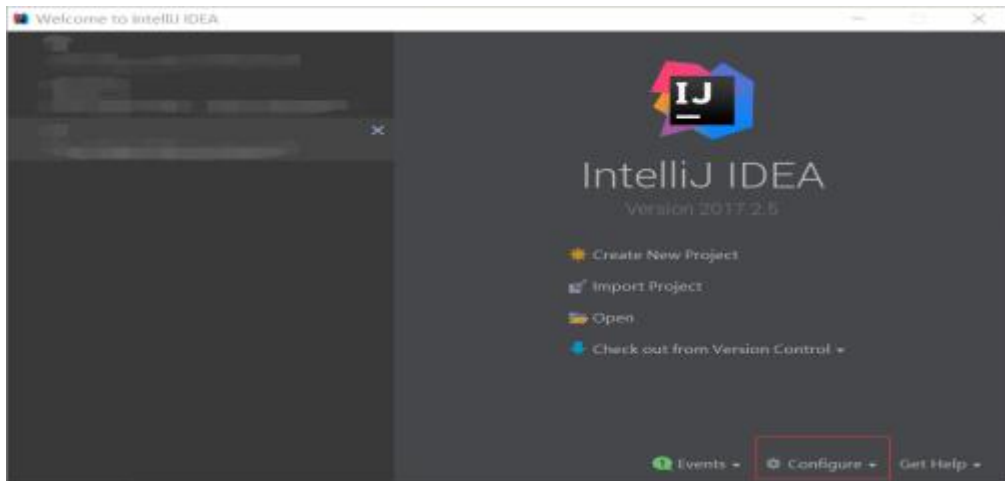 Welcome to IntelliJ IDEA
IJ
IntelliJ IDEA
Version 2017.2.5
Create New Project
Import Project
Open
Check out from Version Control
Events
Configure
Get Help